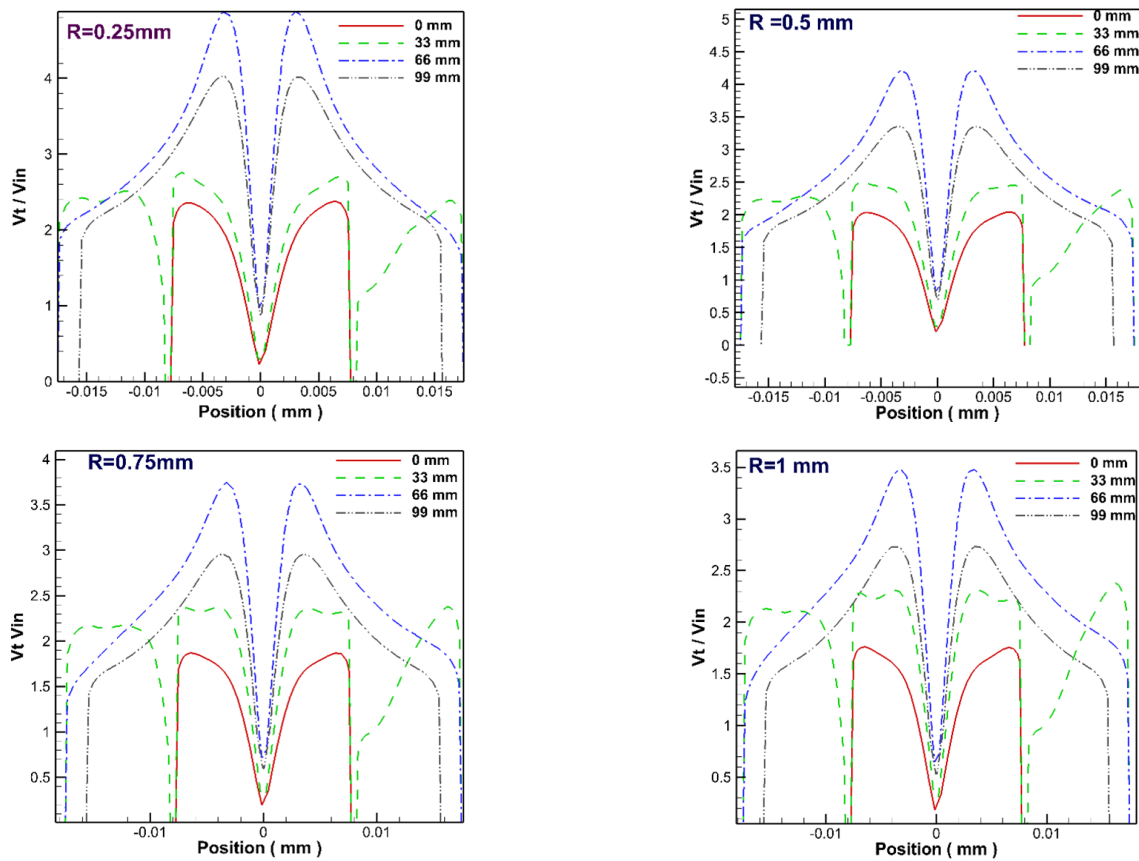 R=0.25mm
0 mm
33 mm
66 mm
99 mm
Vt / Vin
4
3
2
1
0
-0.015 -0.01 -0.005 0 0.005 0.01 0.015
Position ( mm )
R =0.5 mm
0 mm
33 mm
66 mm
99 mm
Vt / Vin
5
4.5
4
3.5
3
2.5
2
1.5
1
0.5
0
-0.5
-0.015 -0.01 -0.005 0 0.005 0.01 0.015
Position ( mm )
R=0.75mm
0 mm
33 mm
66 mm
99 mm
Vt / Vin
4
3.5
3
2.5
2
1.5
1
0.5
-0.01 0 0.01
Position ( mm )
R=1 mm
0 mm
33 mm
66 mm
99 mm
Vt / Vin
3.5
3
2.5
2
1.5
1
0.5
-0.01 0 0.01
Position ( mm )